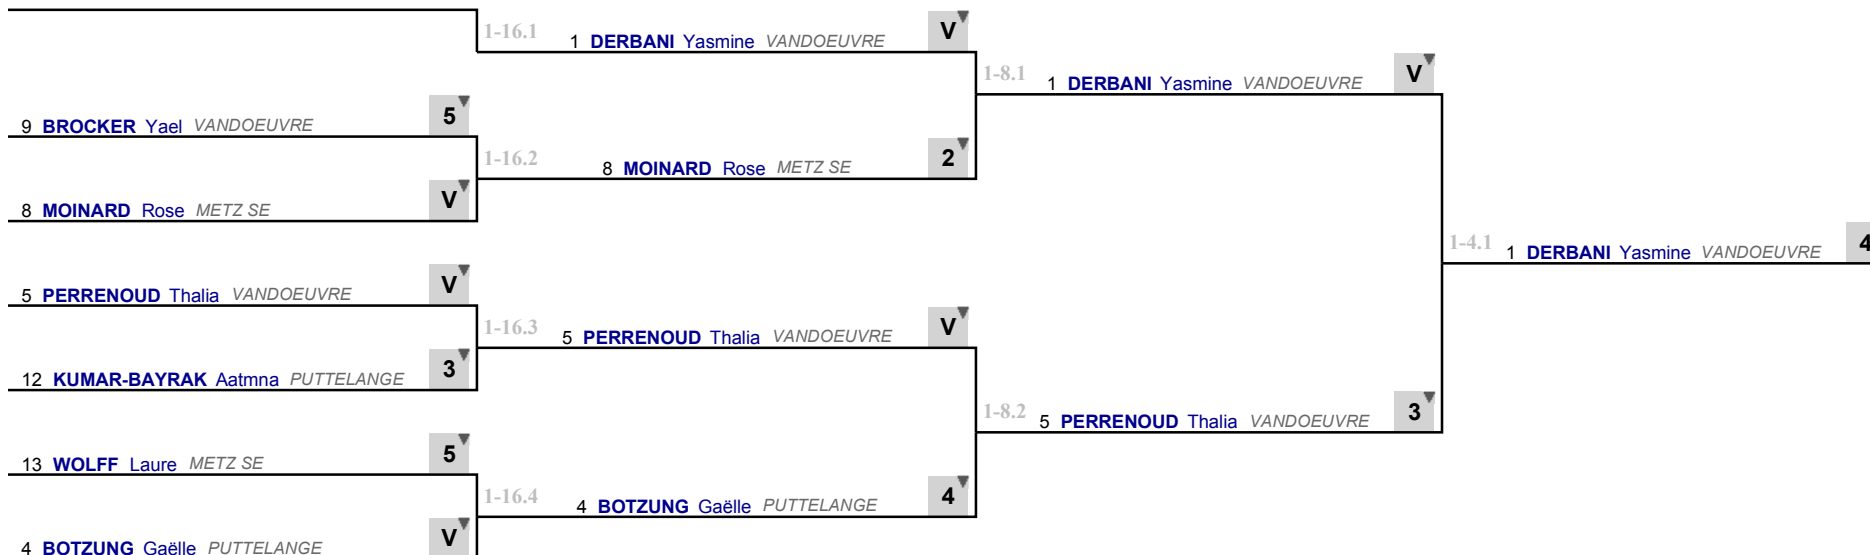 1-16.1
1 DERBANI Yasmine VANDOEUVRE V
1-8.1
1 DERBANI Yasmine VANDOEUVRE V
9 BROCKER Yael VANDOEUVRE 5
1-16.2
8 MOINARD Rose METZ SE 2
8 MOINARD Rose METZ SE V
1-4.1
1 DERBANI Yasmine VANDOEUVRE 4
5 PERRENOUD Thalia VANDOEUVRE V
1-16.3
5 PERRENOUD Thalia VANDOEUVRE V
12 KUMAR-BAYRAK Aatmna PUTTELANGE 3
1-8.2
5 PERRENOUD Thalia VANDOEUVRE 3
13 WOLFF Laure METZ SE 5
1-16.4
4 BOTZUNG Gaëlle PUTTELANGE 4
4 BOTZUNG Gaëlle PUTTELANGE V